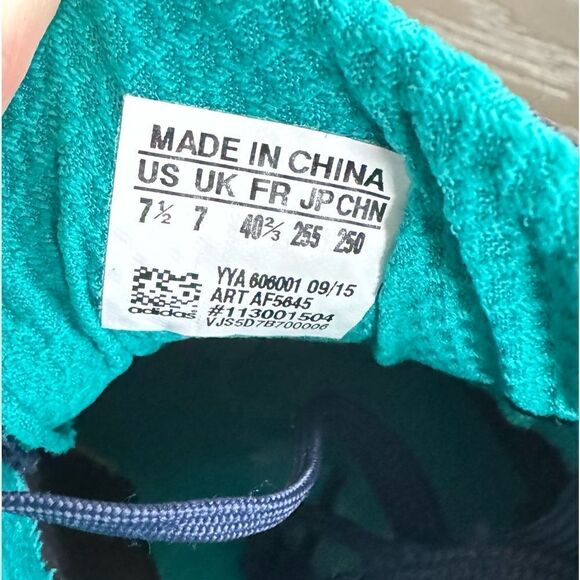 MADE IN CHINA
US UK FR JP CHN
7½ 7 40⅔ 255 250
YYA 606001 09/15
ART AF5645
#113001504
VJS5D7B700006
adidas